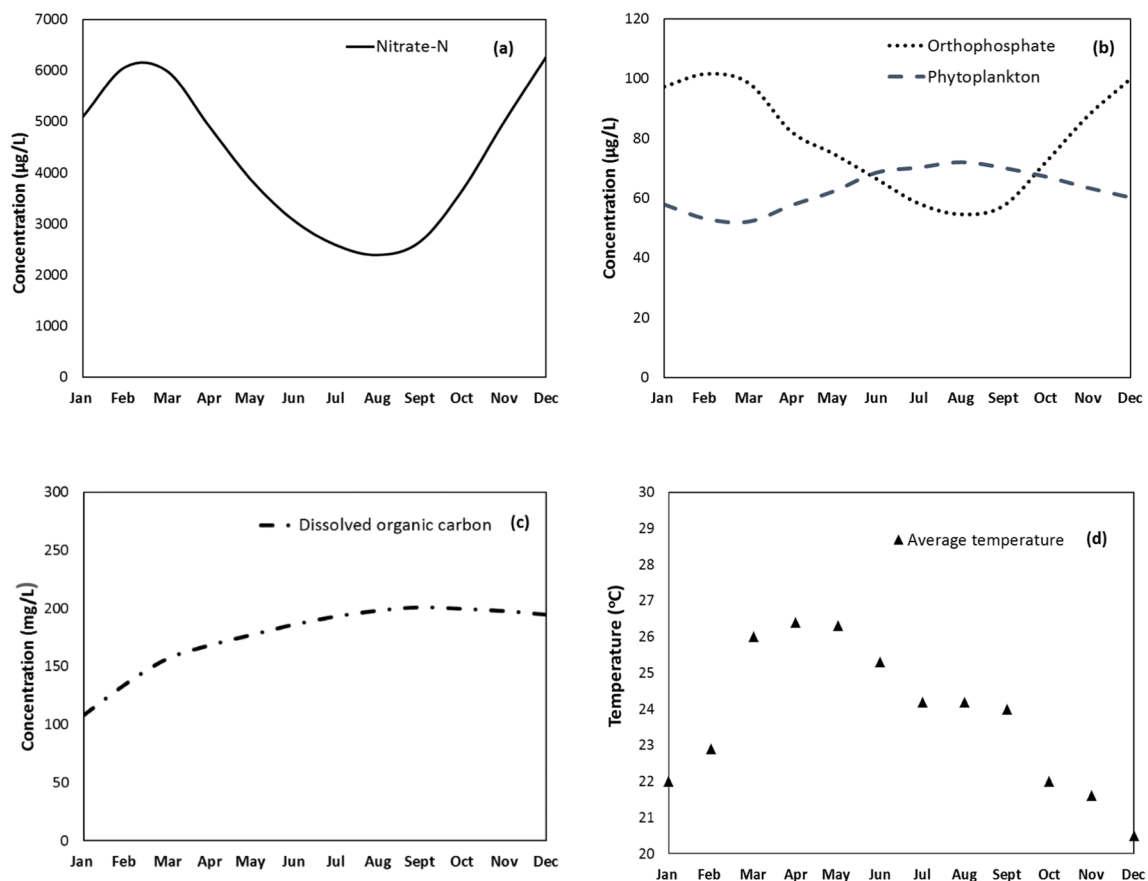 7000
6000
5000
4000
3000
2000
1000
0
Concentration (µg/L)
Nitrate-N
(a)
Jan Feb Mar Apr May Jun Jul Aug Sept Oct Nov Dec
120
100
80
60
40
20
0
Concentration (µg/L)
Orthophosphate
(b)
Phytoplankton
Jan Feb Mar Apr May Jun Jul Aug Sept Oct Nov Dec
300
250
200
150
100
50
0
Concentration (mg/L)
Dissolved organic carbon
(c)
Jan Feb Mar Apr May Jun Jul Aug Sept Oct Nov Dec
30
29
28
27
26
25
24
23
22
21
20
Temperature (°C)
Average temperature
(d)
Jan Feb Mar Apr May Jun Jul Aug Sept Oct Nov Dec